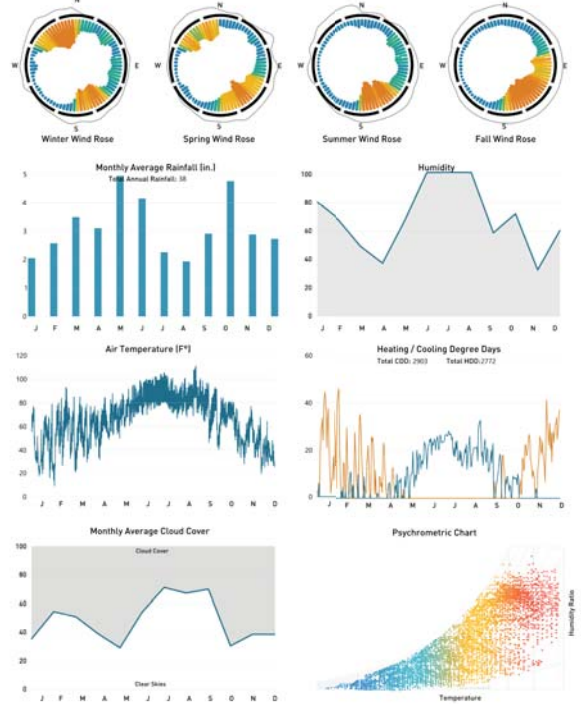 N N N N
W E W E W E W E
S S S S
Winter Wind Rose Spring Wind Rose Summer Wind Rose Fall Wind Rose
Monthly Average Rainfall (in.)
Total Annual Rainfall: 38
5
4
3
2
1
0
J F M A M J J A S O N D
Humidity
100
80
60
40
20
0
J F M A M J J A S O N D
Air Temperature (F°)
120
100
80
60
40
20
0
J F M A M J J A S O N D
Heating / Cooling Degree Days
Total CDD: 2903 Total HDD:2772
60
40
20
0
J F M A M J J A S O N D
Monthly Average Cloud Cover
100
Cloud Cover
80
60
40
20
Clear Skies
0
J F M A M J J A S O N D
Psychrometric Chart
Humidity Ratio
Temperature